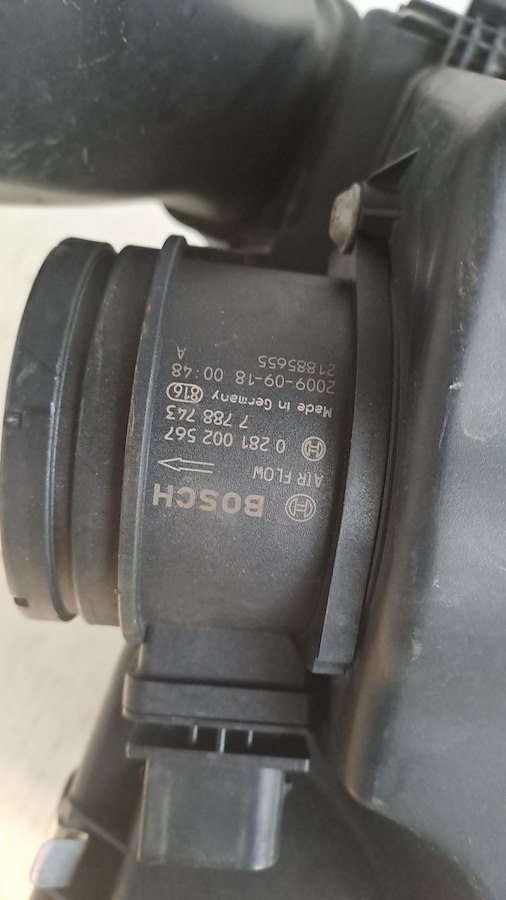 BOSCH
AIR FLOW
0 281 002 567
7 788 743
Made in Germany 816
2009-09-18 00:48
21885655
A